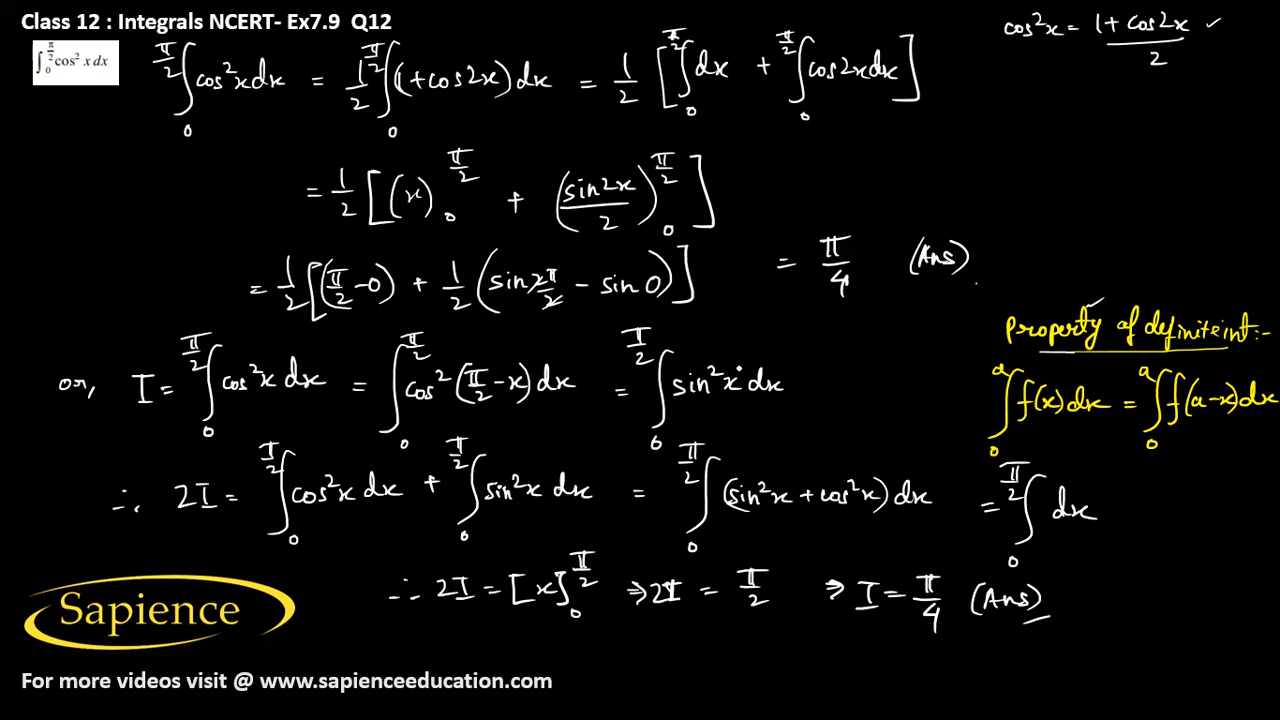 Class 12 : Integrals NCERT- Ex7.9 Q12
cos²x = (1 + cos2x)/2 ✓
∫₀^(π/2) cos² x dx
∫₀^(π/2) cos²x dx = 1/2 ∫₀^(π/2) (1+cos2x) dx = 1/2 [∫₀^(π/2) dx + ∫₀^(π/2) cos2x dx]
= 1/2 [(x)₀^(π/2) + (sin2x/2)₀^(π/2)]
= 1/2 [(π/2 - 0) + 1/2 (sin2π/2 - sin0)] = π/4 (Ans)
Property of definite int:-
∫₀^a f(x)dx = ∫₀^a f(a-x)dx
or, I = ∫₀^(π/2) cos²x dx = ∫₀^(π/2) cos²(π/2 - x) dx = ∫₀^(π/2) sin²x dx
∴ 2I = ∫₀^(π/2) cos²x dx + ∫₀^(π/2) sin²x dx = ∫₀^(π/2) (sin²x + cos²x) dx = ∫₀^(π/2) dx
∴ 2I = [x]₀^(π/2) ⇒ 2I = π/2 ⇒ I = π/4 (Ans)
Sapience
For more videos visit @ www.sapienceeducation.com